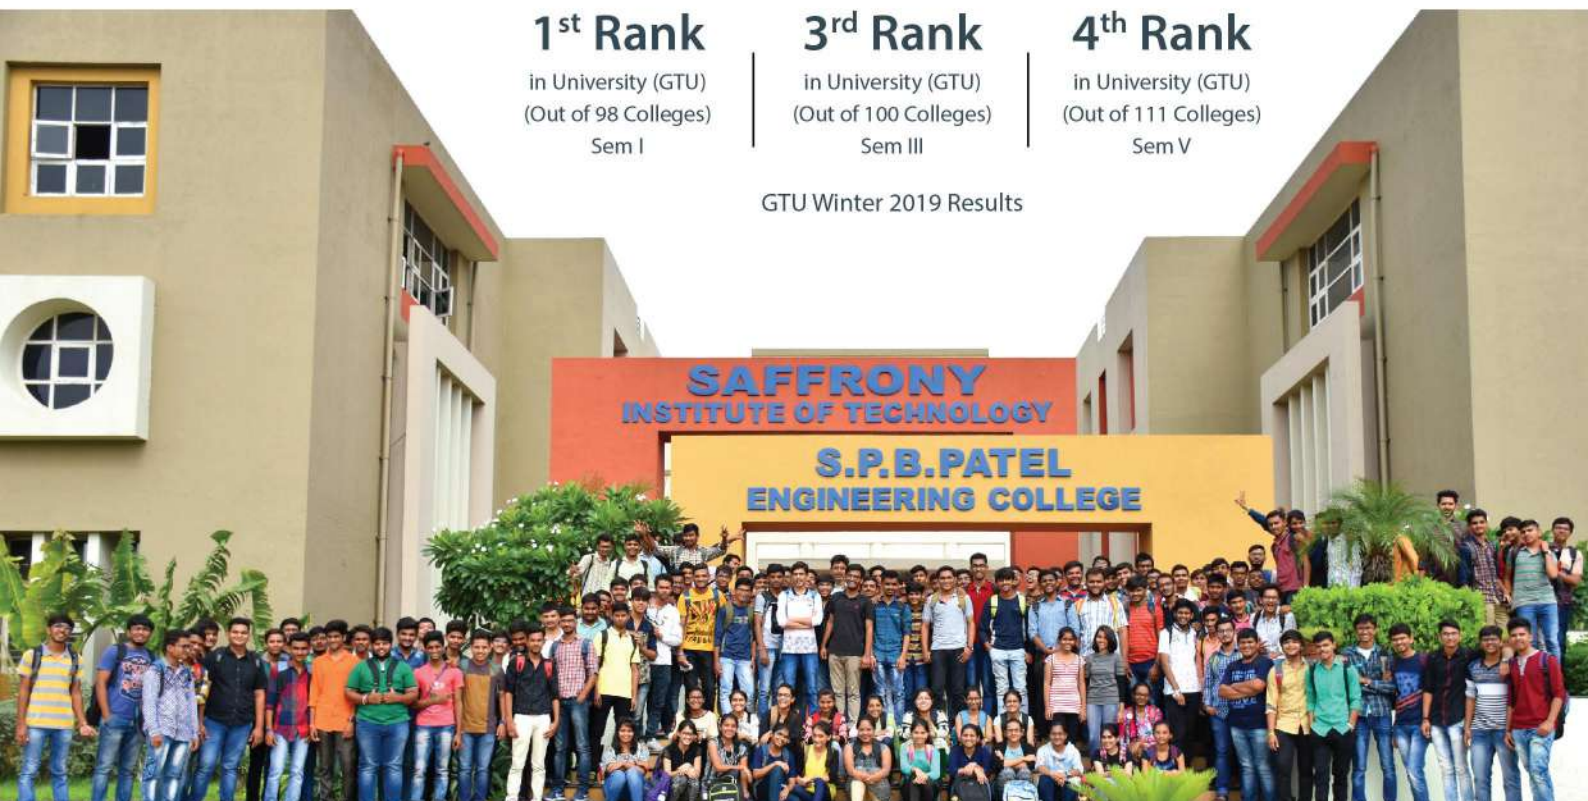 1st Rank
in University (GTU)
(Out of 98 Colleges)
Sem I
3rd Rank
in University (GTU)
(Out of 100 Colleges)
Sem III
4th Rank
in University (GTU)
(Out of 111 Colleges)
Sem V
GTU Winter 2019 Results
SAFFRONY
INSTITUTE OF TECHNOLOGY
S.P.B.PATEL
ENGINEERING COLLEGE